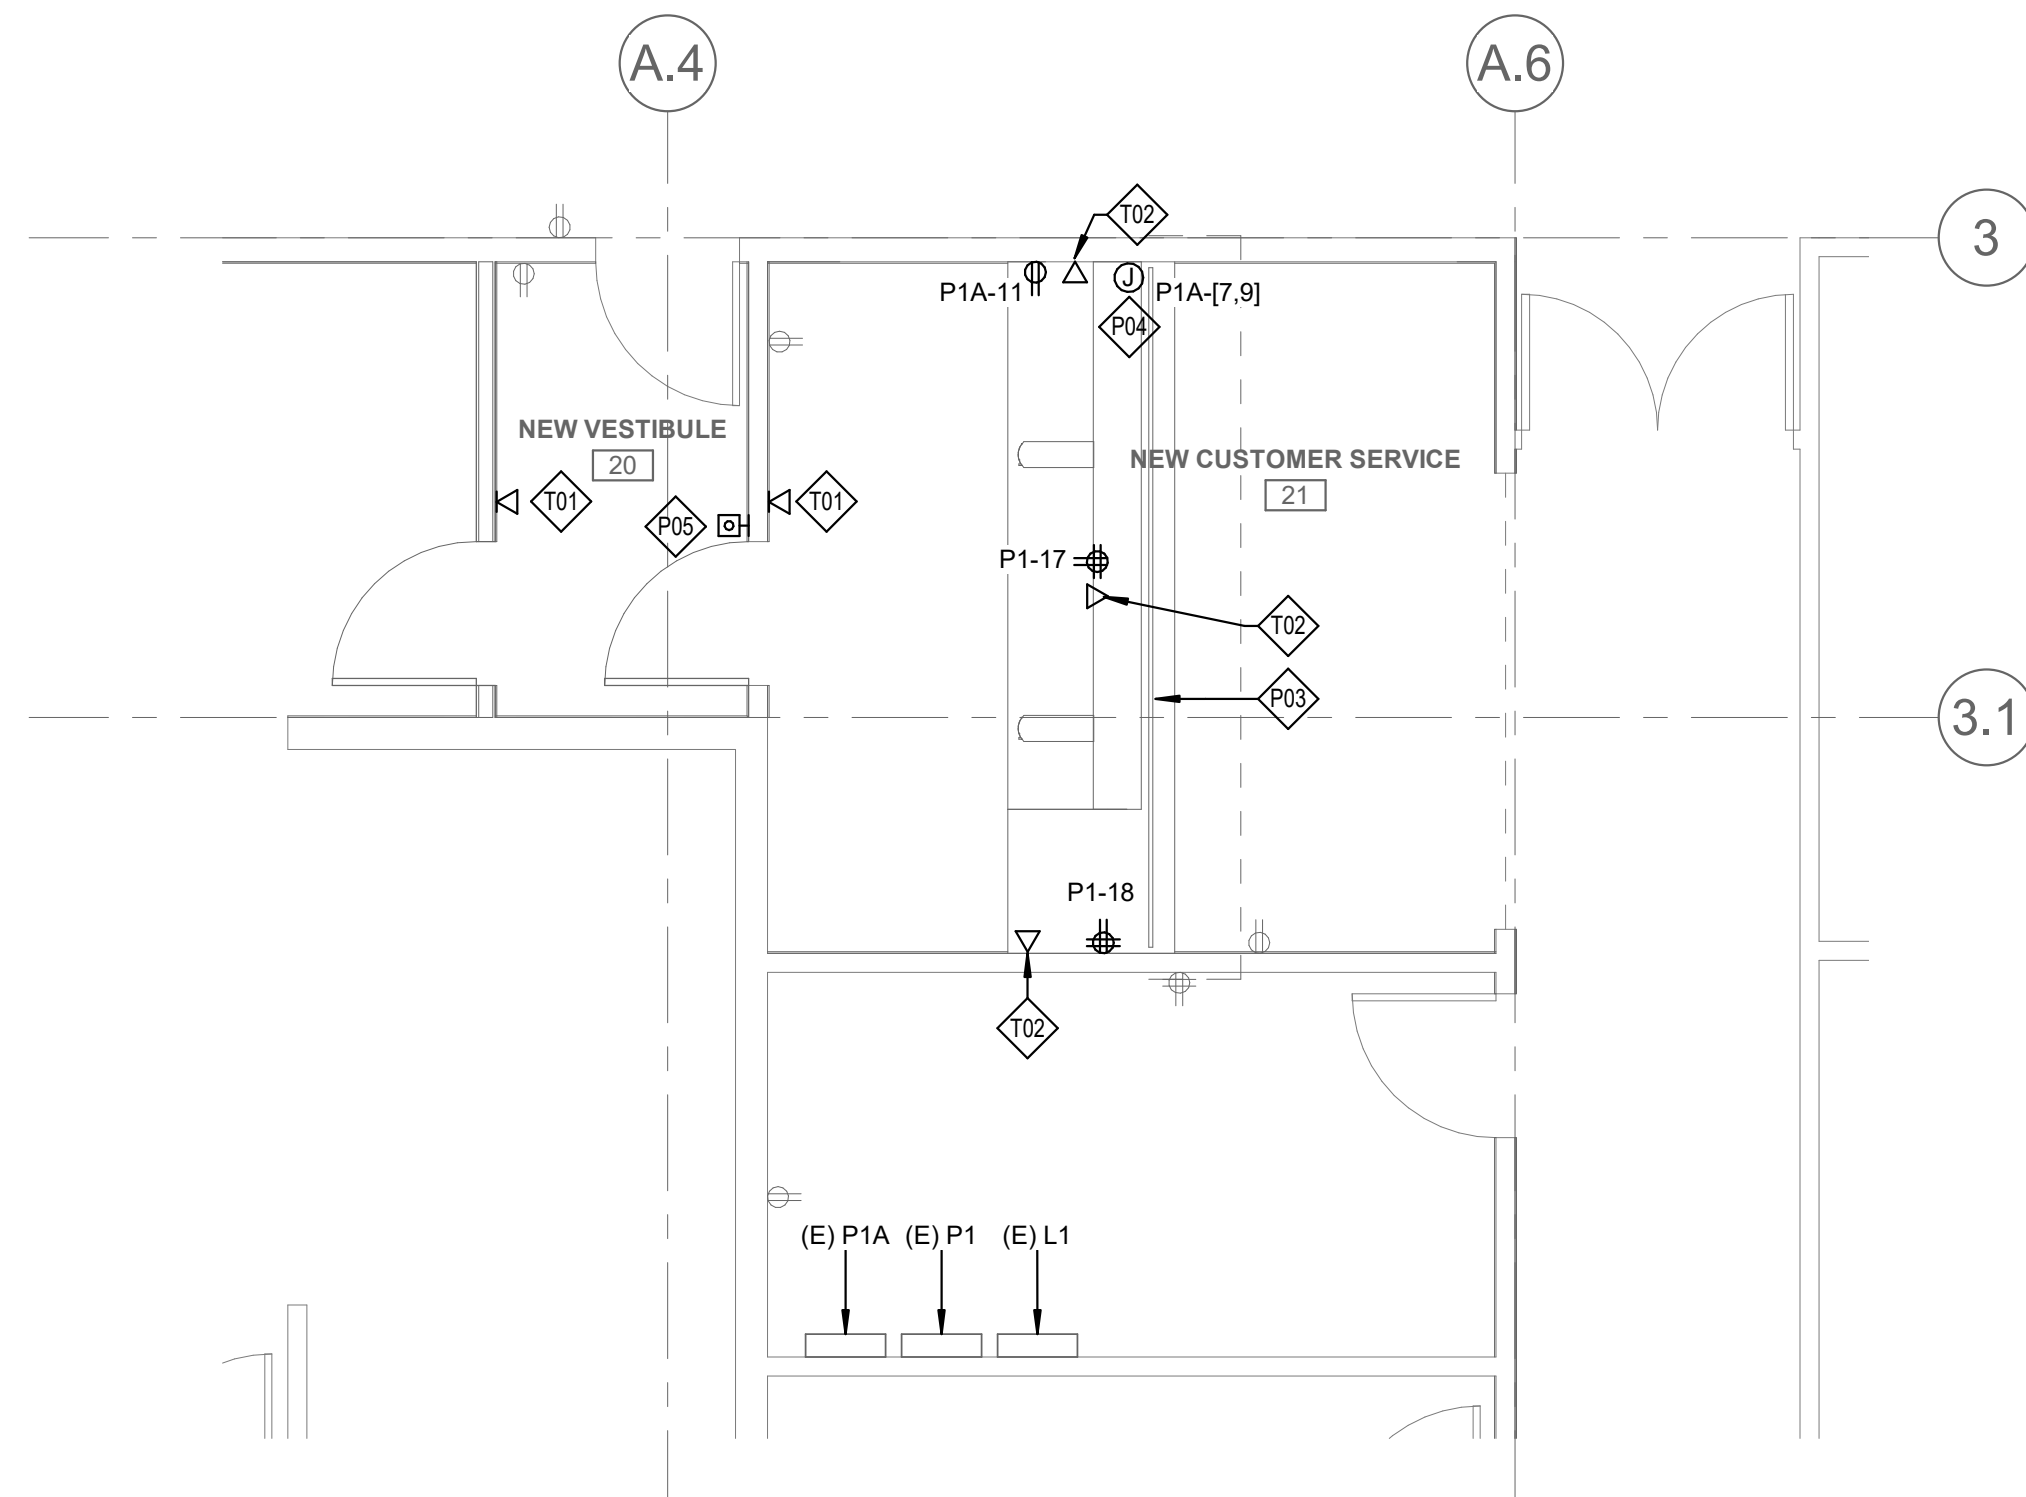 A.4
A.6
T02
3
P1A-11
J
P1A-[7,9]
P04
NEW VESTIBULE
20
NEW CUSTOMER SERVICE
21
T01
P05
T01
P1-17
T02
P03
3.1
P1-18
T02
(E) P1A
(E) P1
(E) L1